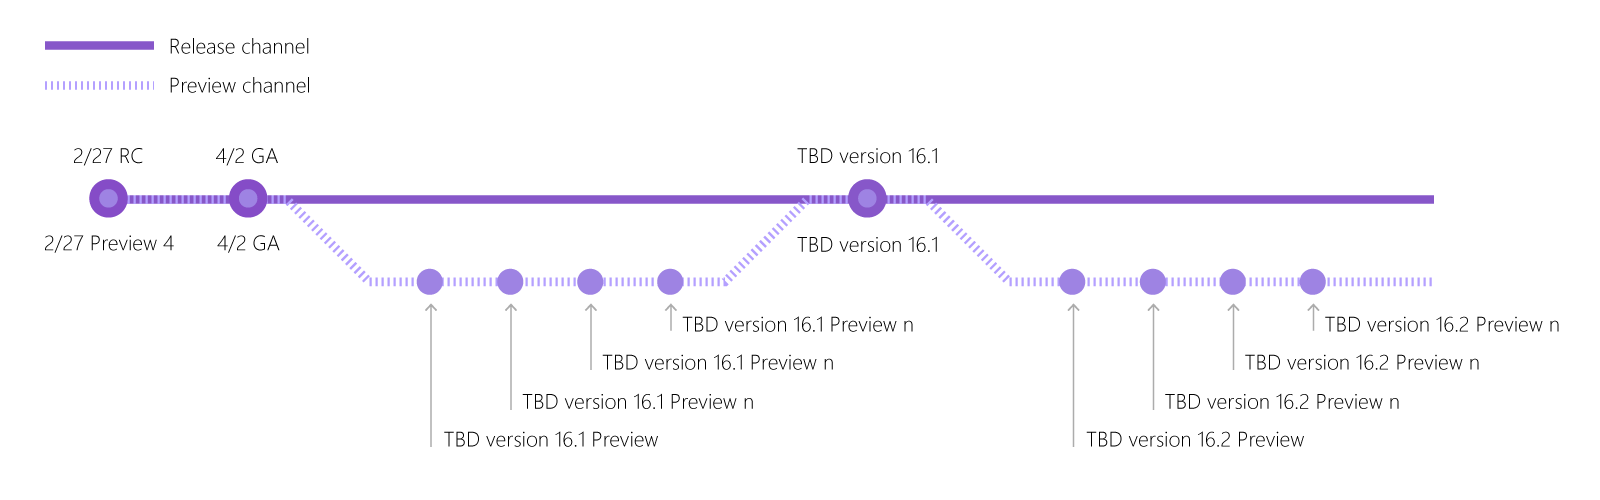 Release channel
Preview channel
2/27 RC
4/2 GA
TBD version 16.1
2/27 Preview 4
4/2 GA
TBD version 16.1
TBD version 16.1 Preview n
TBD version 16.2 Preview n
TBD version 16.1 Preview n
TBD version 16.2 Preview n
TBD version 16.1 Preview n
TBD version 16.2 Preview n
TBD version 16.1 Preview
TBD version 16.2 Preview